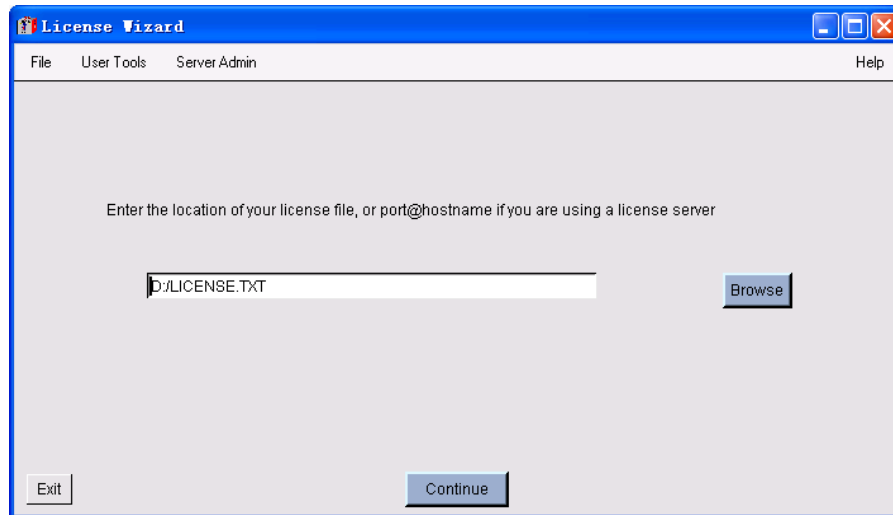 License Wizard
File User Tools Server Admin Help
Enter the location of your license file, or port@hostname if you are using a license server
D:/LICENSE.TXT
Browse
Exit
Continue